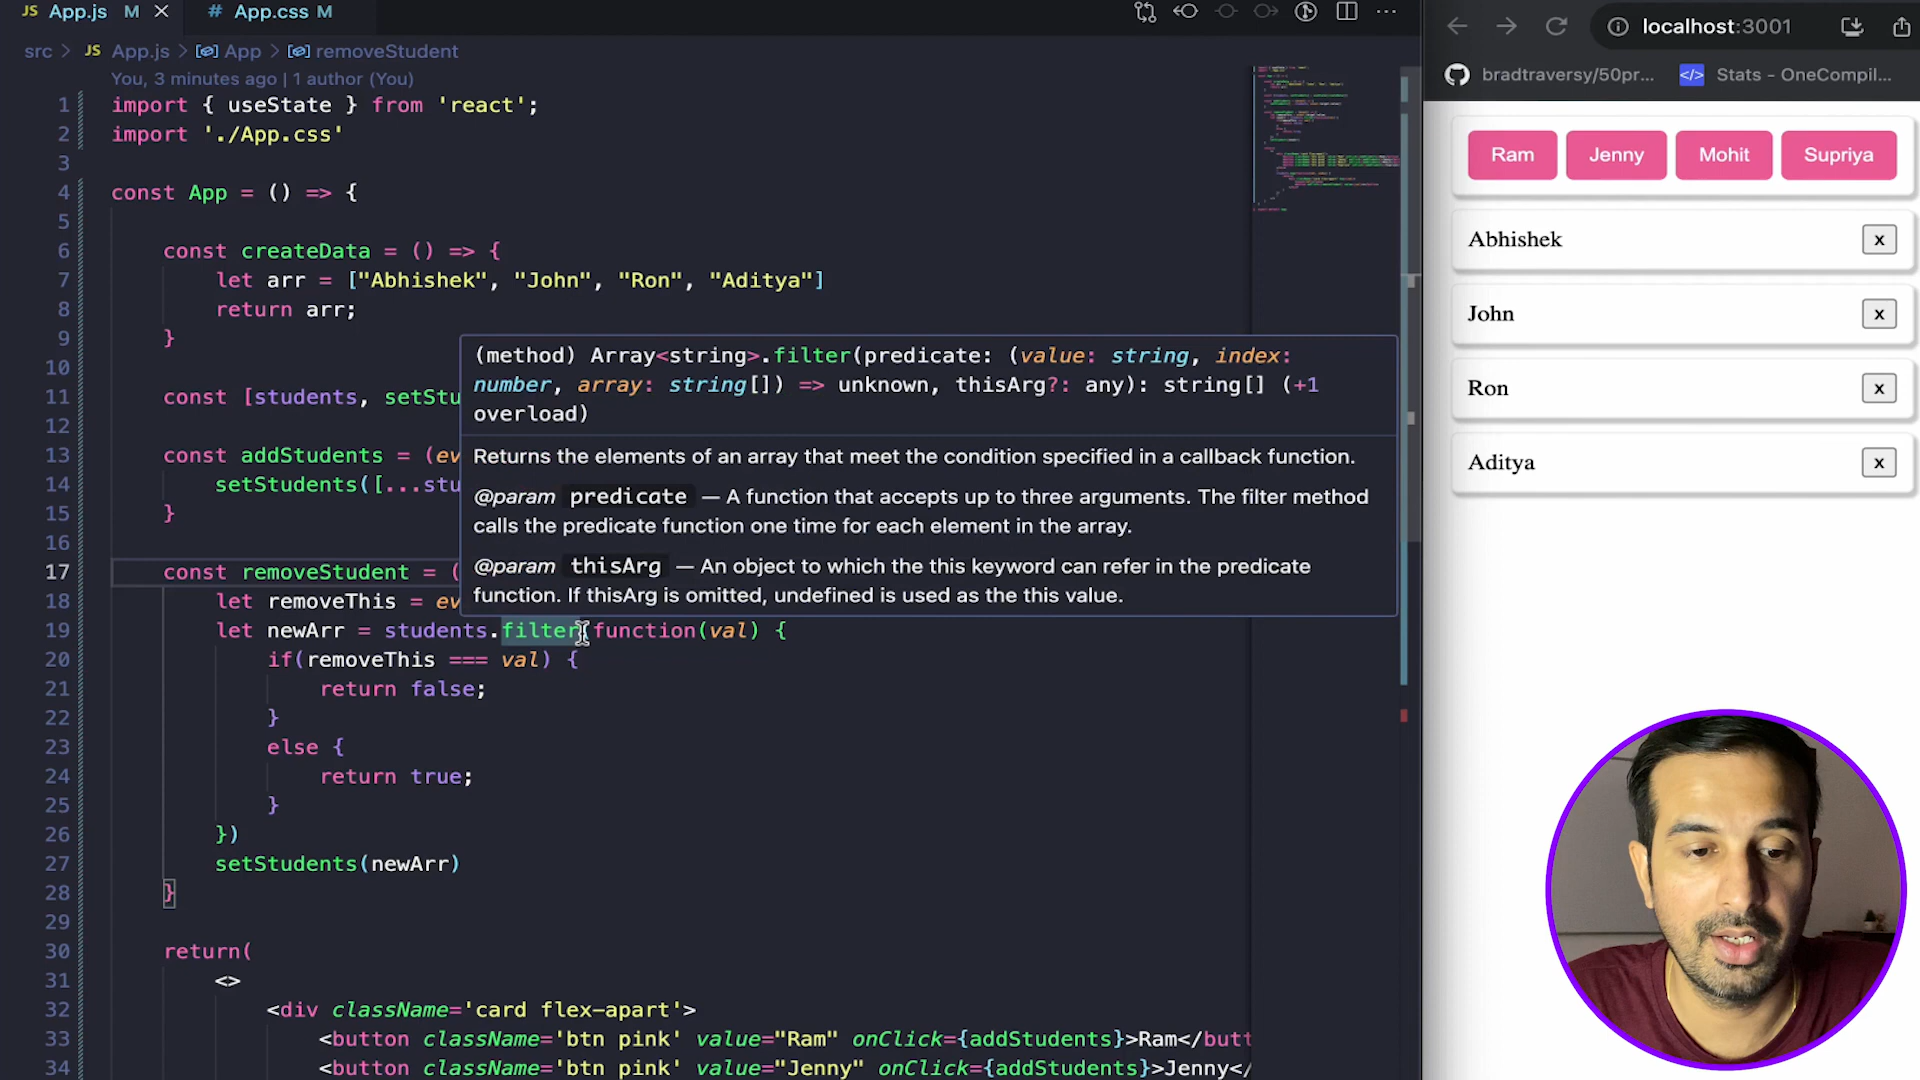 JS App.js M
# App.css M
src > JS App.js > App > removeStudent
You, 3 minutes ago | 1 author (You)
1 import { useState } from 'react';
2 import './App.css'
3
4 const App = () => {
5
6 const createData = () => {
7 let arr = ["Abhishek", "John", "Ron", "Aditya"]
8 return arr;
9 }
10
11 const [students, setStu
12
13 const addStudents = (ev
14 setStudents([...stu
15 }
16
17 const removeStudent = (
18 let removeThis = ev
19 let newArr = students.filter(function(val) {
20 if(removeThis === val) {
21 return false;
22 }
23 else {
24 return true;
25 }
26 })
27 setStudents(newArr)
28 }
29
30 return(
31 <>
32 <div className='card flex-apart'>
33 <button className='btn pink' value="Ram" onClick={addStudents}>Ram</butt
34 <button className='btn pink' value="Jenny" onClick={addStudents}>Jenny</
(method) Array<string>.filter(predicate: (value: string, index:
number, array: string[]) => unknown, thisArg?: any): string[] (+1
overload)
Returns the elements of an array that meet the condition specified in a callback function.
@param predicate — A function that accepts up to three arguments. The filter method
calls the predicate function one time for each element in the array.
@param thisArg — An object to which the this keyword can refer in the predicate
function. If thisArg is omitted, undefined is used as the this value.
localhost:3001
bradtraversy/50pr...
</> Stats - OneCompil...
Ram Jenny Mohit Supriya
Abhishek x
John x
Ron x
Aditya x